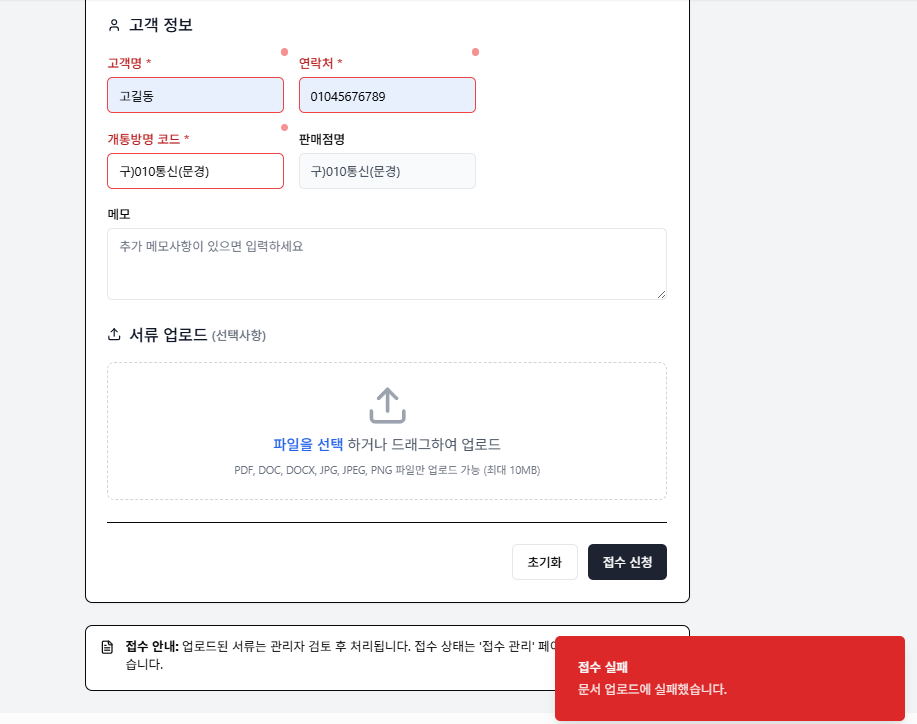 고객 정보
고객명 * 연락처 *
고길동 01045676789
개통방명 코드 * 판매점명
구)010통신(문경) 구)010통신(문경)
메모
추가 메모사항이 있으면 입력하세요
서류 업로드 (선택사항)
파일을 선택 하거나 드래그하여 업로드
PDF, DOC, DOCX, JPG, JPEG, PNG 파일만 업로드 가능 (최대 10MB)
초기화 접수 신청
접수 안내: 업로드된 서류는 관리자 검토 후 처리됩니다. 접수 상태는 '접수 관리' 페
습니다.
접수 실패
문서 업로드에 실패했습니다.